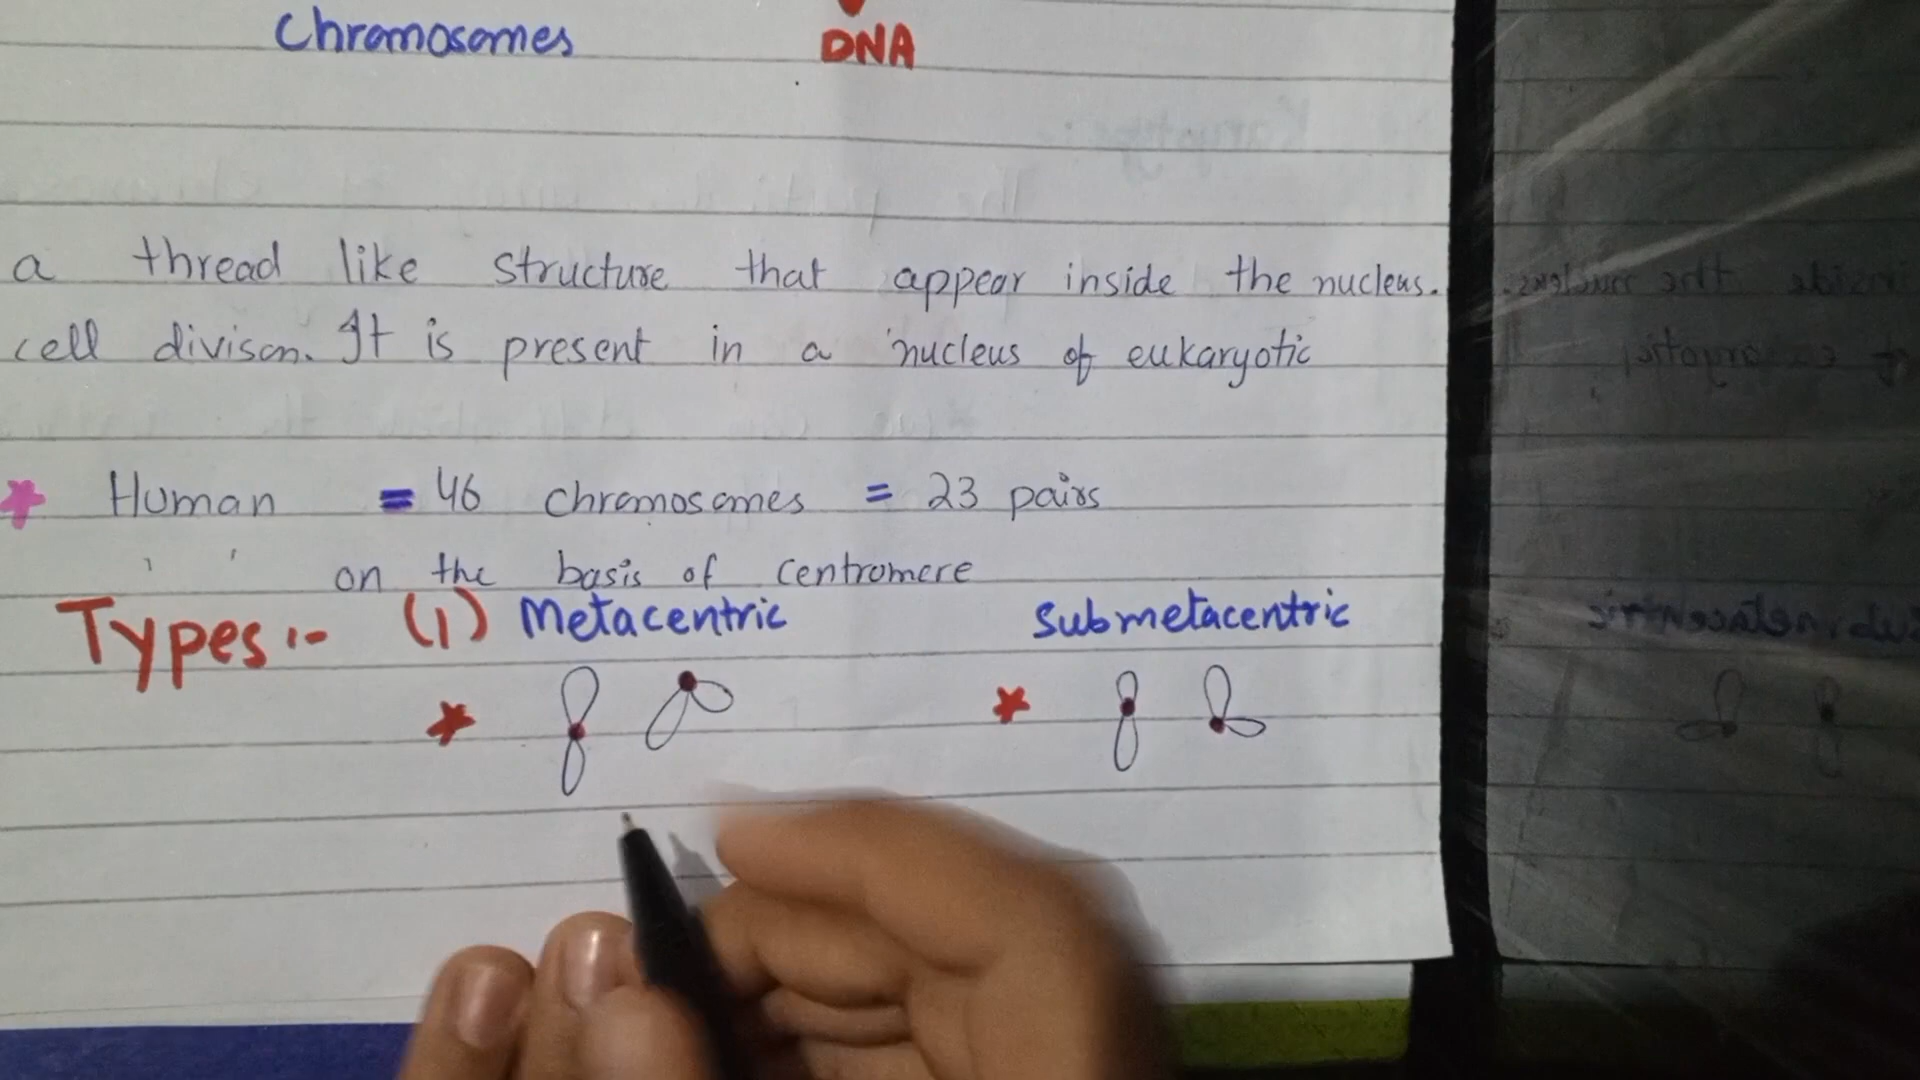 Chromosomes DNA
a thread like structure that appear inside the nucleus.
cell divison. It is present in a nucleus of eukaryotic
* Human = 46 chromosomes = 23 pairs
on the basis of centromere
Types:- (1) Metacentric Submetacentric
* *